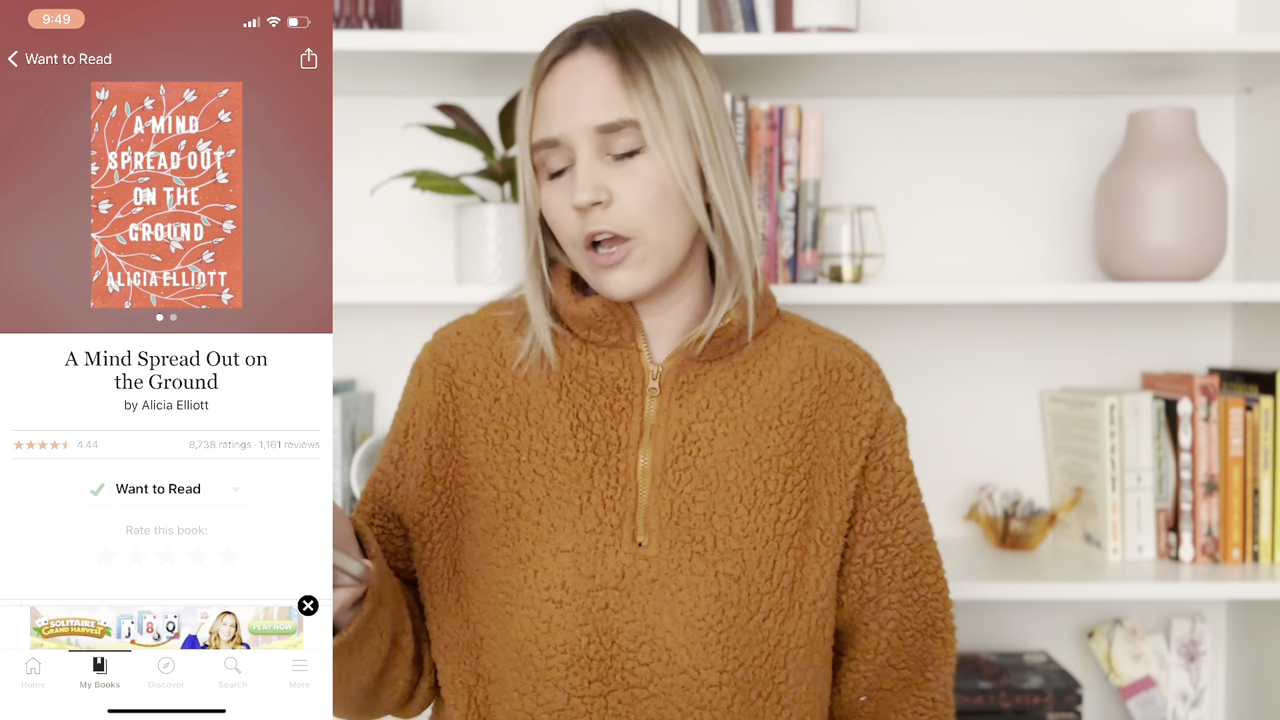 9:49
Want to Read
A MIND
SPREAD OUT
ON THE
GROUND
ALICIA ELLIOTT
A Mind Spread Out on
the Ground
by Alicia Elliott
4.44
8,738 ratings · 1,161 reviews
Want to Read
Rate this book:
SOLITAIRE
GRAND HARVEST
J 8 Q
PLAY NOW
Home
My Books
Discover
Search
More